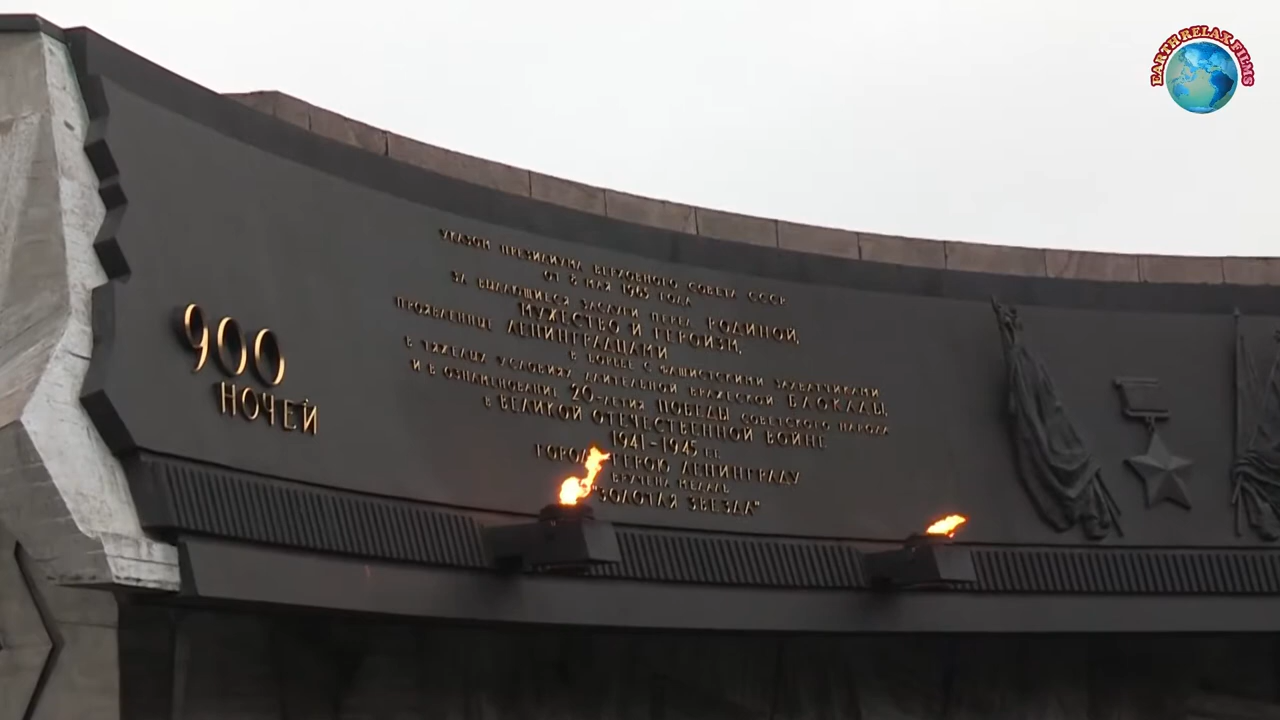 EARTH RELAX FILMS
900
НОЧЕЙ
УКАЗОМ ПРЕЗИДИУМА ВЕРХОВНОГО СОВЕТА СССР
ОТ 8 МАЯ 1965 ГОДА
ЗА ВЫДАЮЩИЕСЯ ЗАСЛУГИ ПЕРЕД РОДИНОЙ,
МУЖЕСТВО И ГЕРОИЗМ,
ПРОЯВЛЕННЫЕ ЛЕНИНГРАДЦАМИ
В БОРЬБЕ С ФАШИСТСКИМИ ЗАХВАТЧИКАМИ
В ТЯЖЕЛЫХ УСЛОВИЯХ ДЛИТЕЛЬНОЙ ВРАЖЕСКОЙ БЛОКАДЫ,
И В ОЗНАМЕНОВАНИЕ 20-ЛЕТИЯ ПОБЕДЫ СОВЕТСКОГО НАРОДА
В ВЕЛИКОЙ ОТЕЧЕСТВЕННОЙ ВОЙНЕ
1941-1945 ГГ.
ГОРОДУ ГЕРОЮ ЛЕНИНГРАДУ
ВРУЧЕНА МЕДАЛЬ
"ЗОЛОТАЯ ЗВЕЗДА"